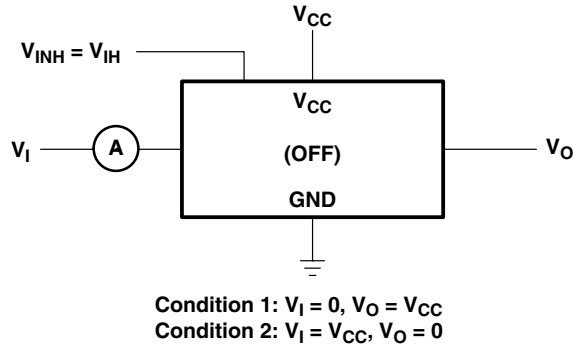 V_CC
V_INH = V_IH
V_CC
V_I
A
(OFF)
V_O
GND
Condition 1: V_I = 0, V_O = V_CC
Condition 2: V_I = V_CC, V_O = 0